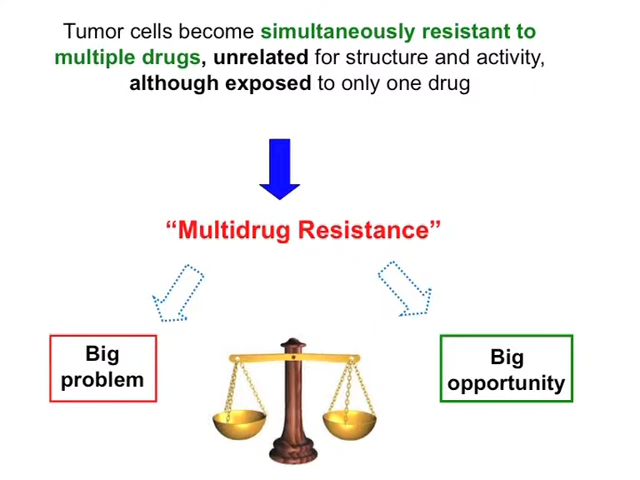 Tumor cells become simultaneously resistant to
multiple drugs, unrelated for structure and activity,
although exposed to only one drug
“Multidrug Resistance”
Big
problem
Big
opportunity